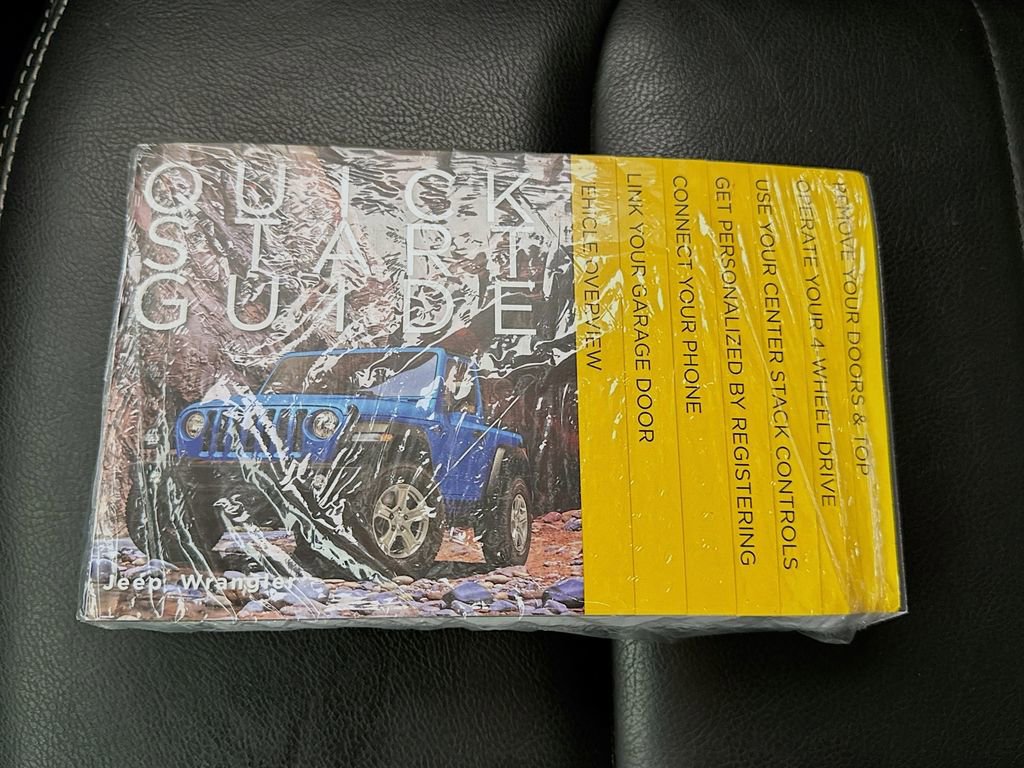 QUICK
START
GUIDE
Jeep Wrangler
VEHICLE OVERVIEW
LINK YOUR GARAGE DOOR
CONNECT YOUR PHONE
GET PERSONALIZED BY REGISTERING
USE YOUR CENTER STACK CONTROLS
OPERATE YOUR 4-WHEEL DRIVE
REMOVE YOUR DOORS & TOP